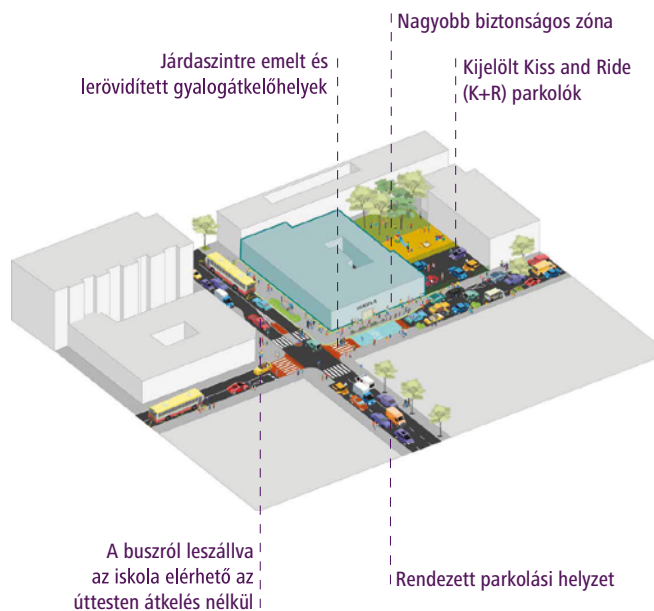 Nagyobb biztonságos zóna
Járdaszintre emelt és
lerövidített gyalogátkelőhelyek
Kijelölt Kiss and Ride
(K+R) parkolók
A buszról leszállva
az iskola elérhető az
úttesten átkelés nélkül
Rendezett parkolási helyzet